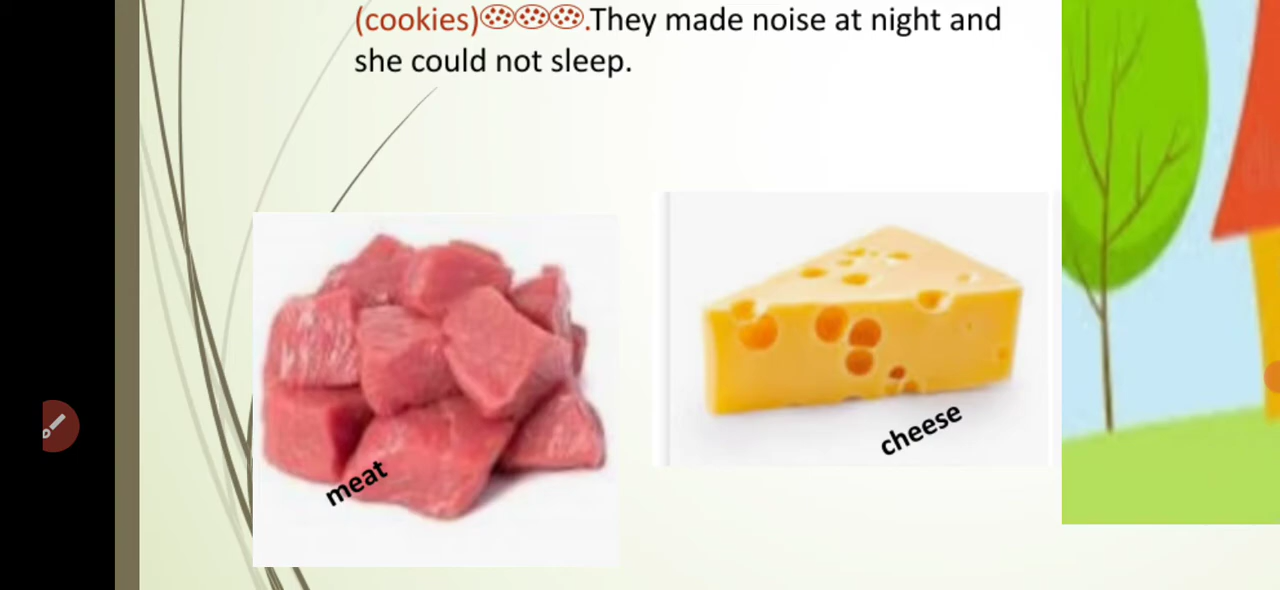 (cookies).They made noise at night and
she could not sleep.
meat
cheese